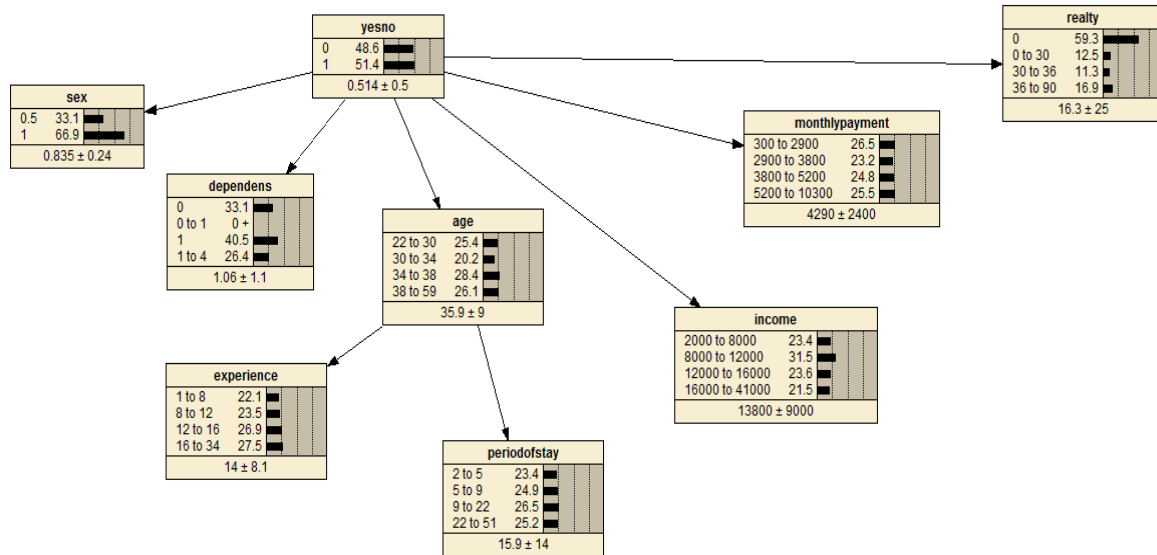 yesno
0 48.6
1 51.4
0.514 ± 0.5
realty
0 59.3
0 to 30 12.5
30 to 36 11.3
36 to 90 16.9
16.3 ± 25
sex
0.5 33.1
1 66.9
0.835 ± 0.24
monthlypayment
300 to 2900 26.5
2900 to 3800 23.2
3800 to 5200 24.8
5200 to 10300 25.5
4290 ± 2400
dependens
0 33.1
0 to 1 0 +
1 40.5
1 to 4 26.4
1.06 ± 1.1
age
22 to 30 25.4
30 to 34 20.2
34 to 38 28.4
38 to 59 26.1
35.9 ± 9
income
2000 to 8000 23.4
8000 to 12000 31.5
12000 to 16000 23.6
16000 to 41000 21.5
13800 ± 9000
experience
1 to 8 22.1
8 to 12 23.5
12 to 16 26.9
16 to 34 27.5
14 ± 8.1
periodofstay
2 to 5 23.4
5 to 9 24.9
9 to 22 26.5
22 to 51 25.2
15.9 ± 14